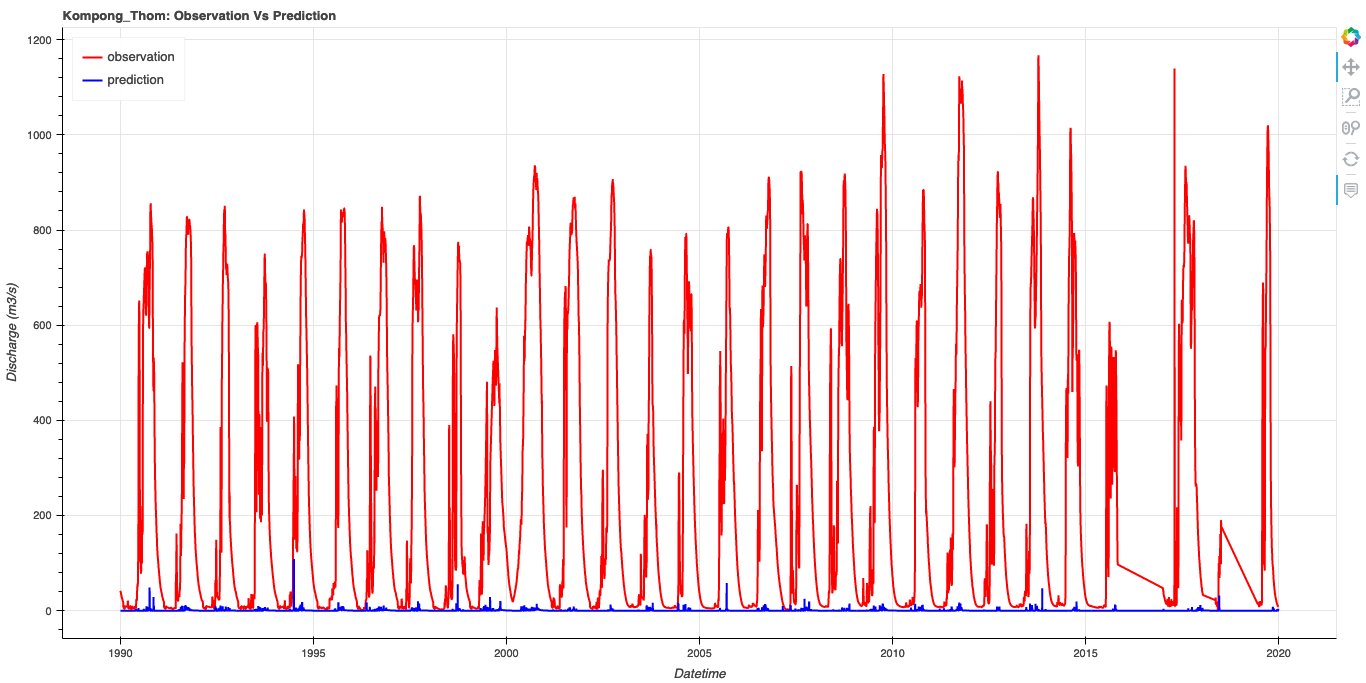 Kompong_Thom: Observation Vs Prediction
observation
prediction
Discharge (m3/s)
1200
1000
800
600
400
200
0
1990 1995 2000 2005 2010 2015 2020
Datetime